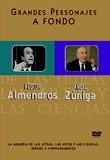 GRANDES PERSONAJES
A FONDO
NÉSTOR
Almendros
ÁNGEL
Zúñiga
LA MEMORIA DE LAS LETRAS, LAS ARTES Y LAS CIENCIAS.
ESPAÑA E HISPANOAMÉRICA
DVD